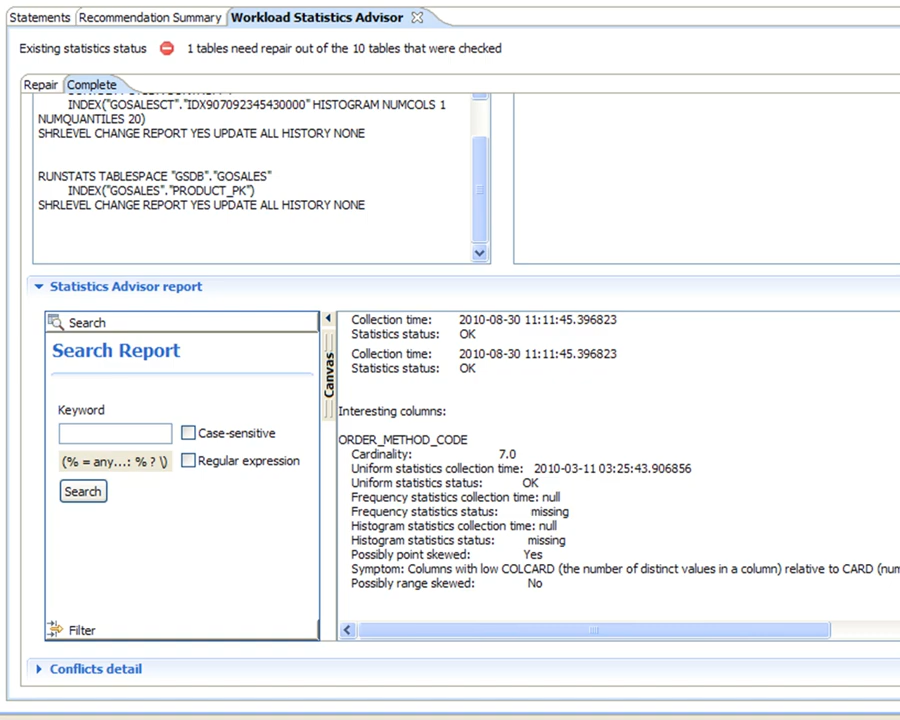 Statements Recommendation Summary Workload Statistics Advisor
Existing statistics status 1 tables need repair out of the 10 tables that were checked
Repair Complete
INDEX("GOSALESCT"."IDX907092345430000" HISTOGRAM NUMCOLS 1
NUMQUANTILES 20)
SHRLEVEL CHANGE REPORT YES UPDATE ALL HISTORY NONE
RUNSTATS TABLESPACE "GSDB"."GOSALES"
INDEX("GOSALES"."PRODUCT_PK")
SHRLEVEL CHANGE REPORT YES UPDATE ALL HISTORY NONE
Statistics Advisor report
Search
Search Report
Keyword
Case-sensitive
(% = any...: % ? \) Regular expression
Search
Filter
Canvas
Collection time: 2010-08-30 11:11:45.396823
Statistics status: OK
Collection time: 2010-08-30 11:11:45.396823
Statistics status: OK
Interesting columns:
ORDER_METHOD_CODE
Cardinality: 7.0
Uniform statistics collection time: 2010-03-11 03:25:43.906856
Uniform statistics status: OK
Frequency statistics collection time: null
Frequency statistics status: missing
Histogram statistics collection time: null
Histogram statistics status: missing
Possibly point skewed: Yes
Symptom: Columns with low COLCARD (the number of distinct values in a column) relative to CARD (num
Possibly range skewed: No
Conflicts detail